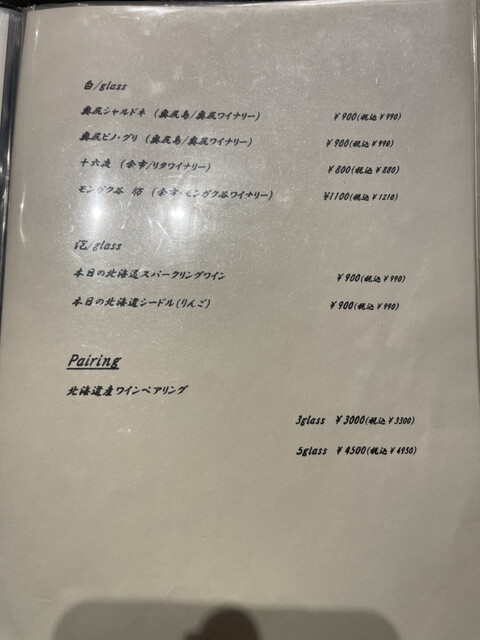 白/glass
奥尻シャルドネ (奥尻島/奥尻ワイナリー) ¥900(税込¥990)
奥尻ピノ・グリ (奥尻島/奥尻ワイナリー) ¥900(税込¥990)
十六夜 (余市/リタワイナリー) ¥800(税込¥880)
モンガク谷 栢 (余市/モンガク谷ワイナリー) ¥1100(税込¥1210)
泡/glass
本日の北海道スパークリングワイン ¥900(税込¥990)
本日の北海道シードル(りんご) ¥900(税込¥990)
Pairing
北海道産ワインペアリング
3glass ¥3000(税込¥3300)
5glass ¥4500(税込¥4950)